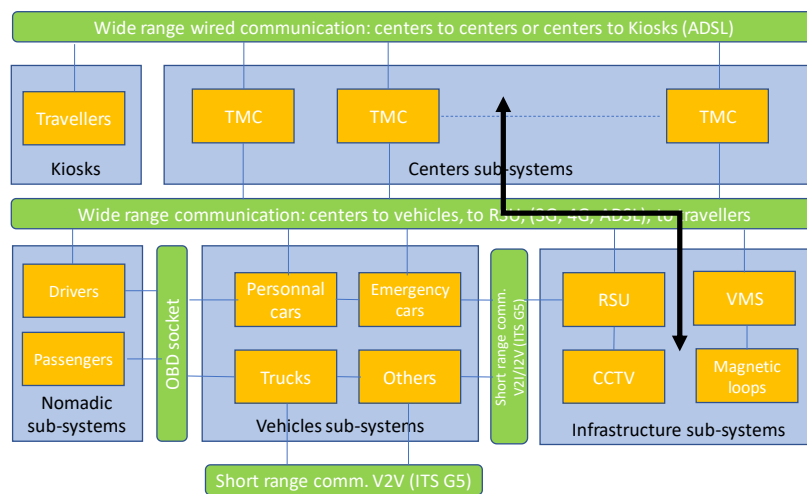 Wide range wired communication: centers to centers or centers to Kiosks (ADSL)
Travellers
TMC
TMC
TMC
Kiosks
Centers sub-systems
Wide range communication: centers to vehicles, to RSU, (3G, 4G, ADSL), to travellers
Drivers
Passengers
Nomadic
sub-systems
OBD socket
Personnal
cars
Emergency
cars
Trucks
Others
Vehicles sub-systems
Short range comm.
V2I/I2V (ITS G5)
RSU
VMS
CCTV
Magnetic
loops
Infrastructure sub-systems
Short range comm. V2V (ITS G5)